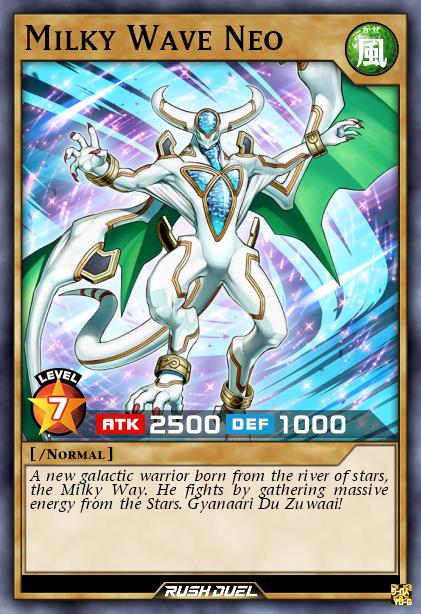 Milky Wave Neo
かぜ
風
LEVEL
7
ATK 2500 DEF 1000
[ /Normal ]
A new galactic warrior born from the river of stars,
the Milky Way. He fights by gathering massive
energy from the Stars. Gyanaari Du Zuwaai!
RUSH DUEL